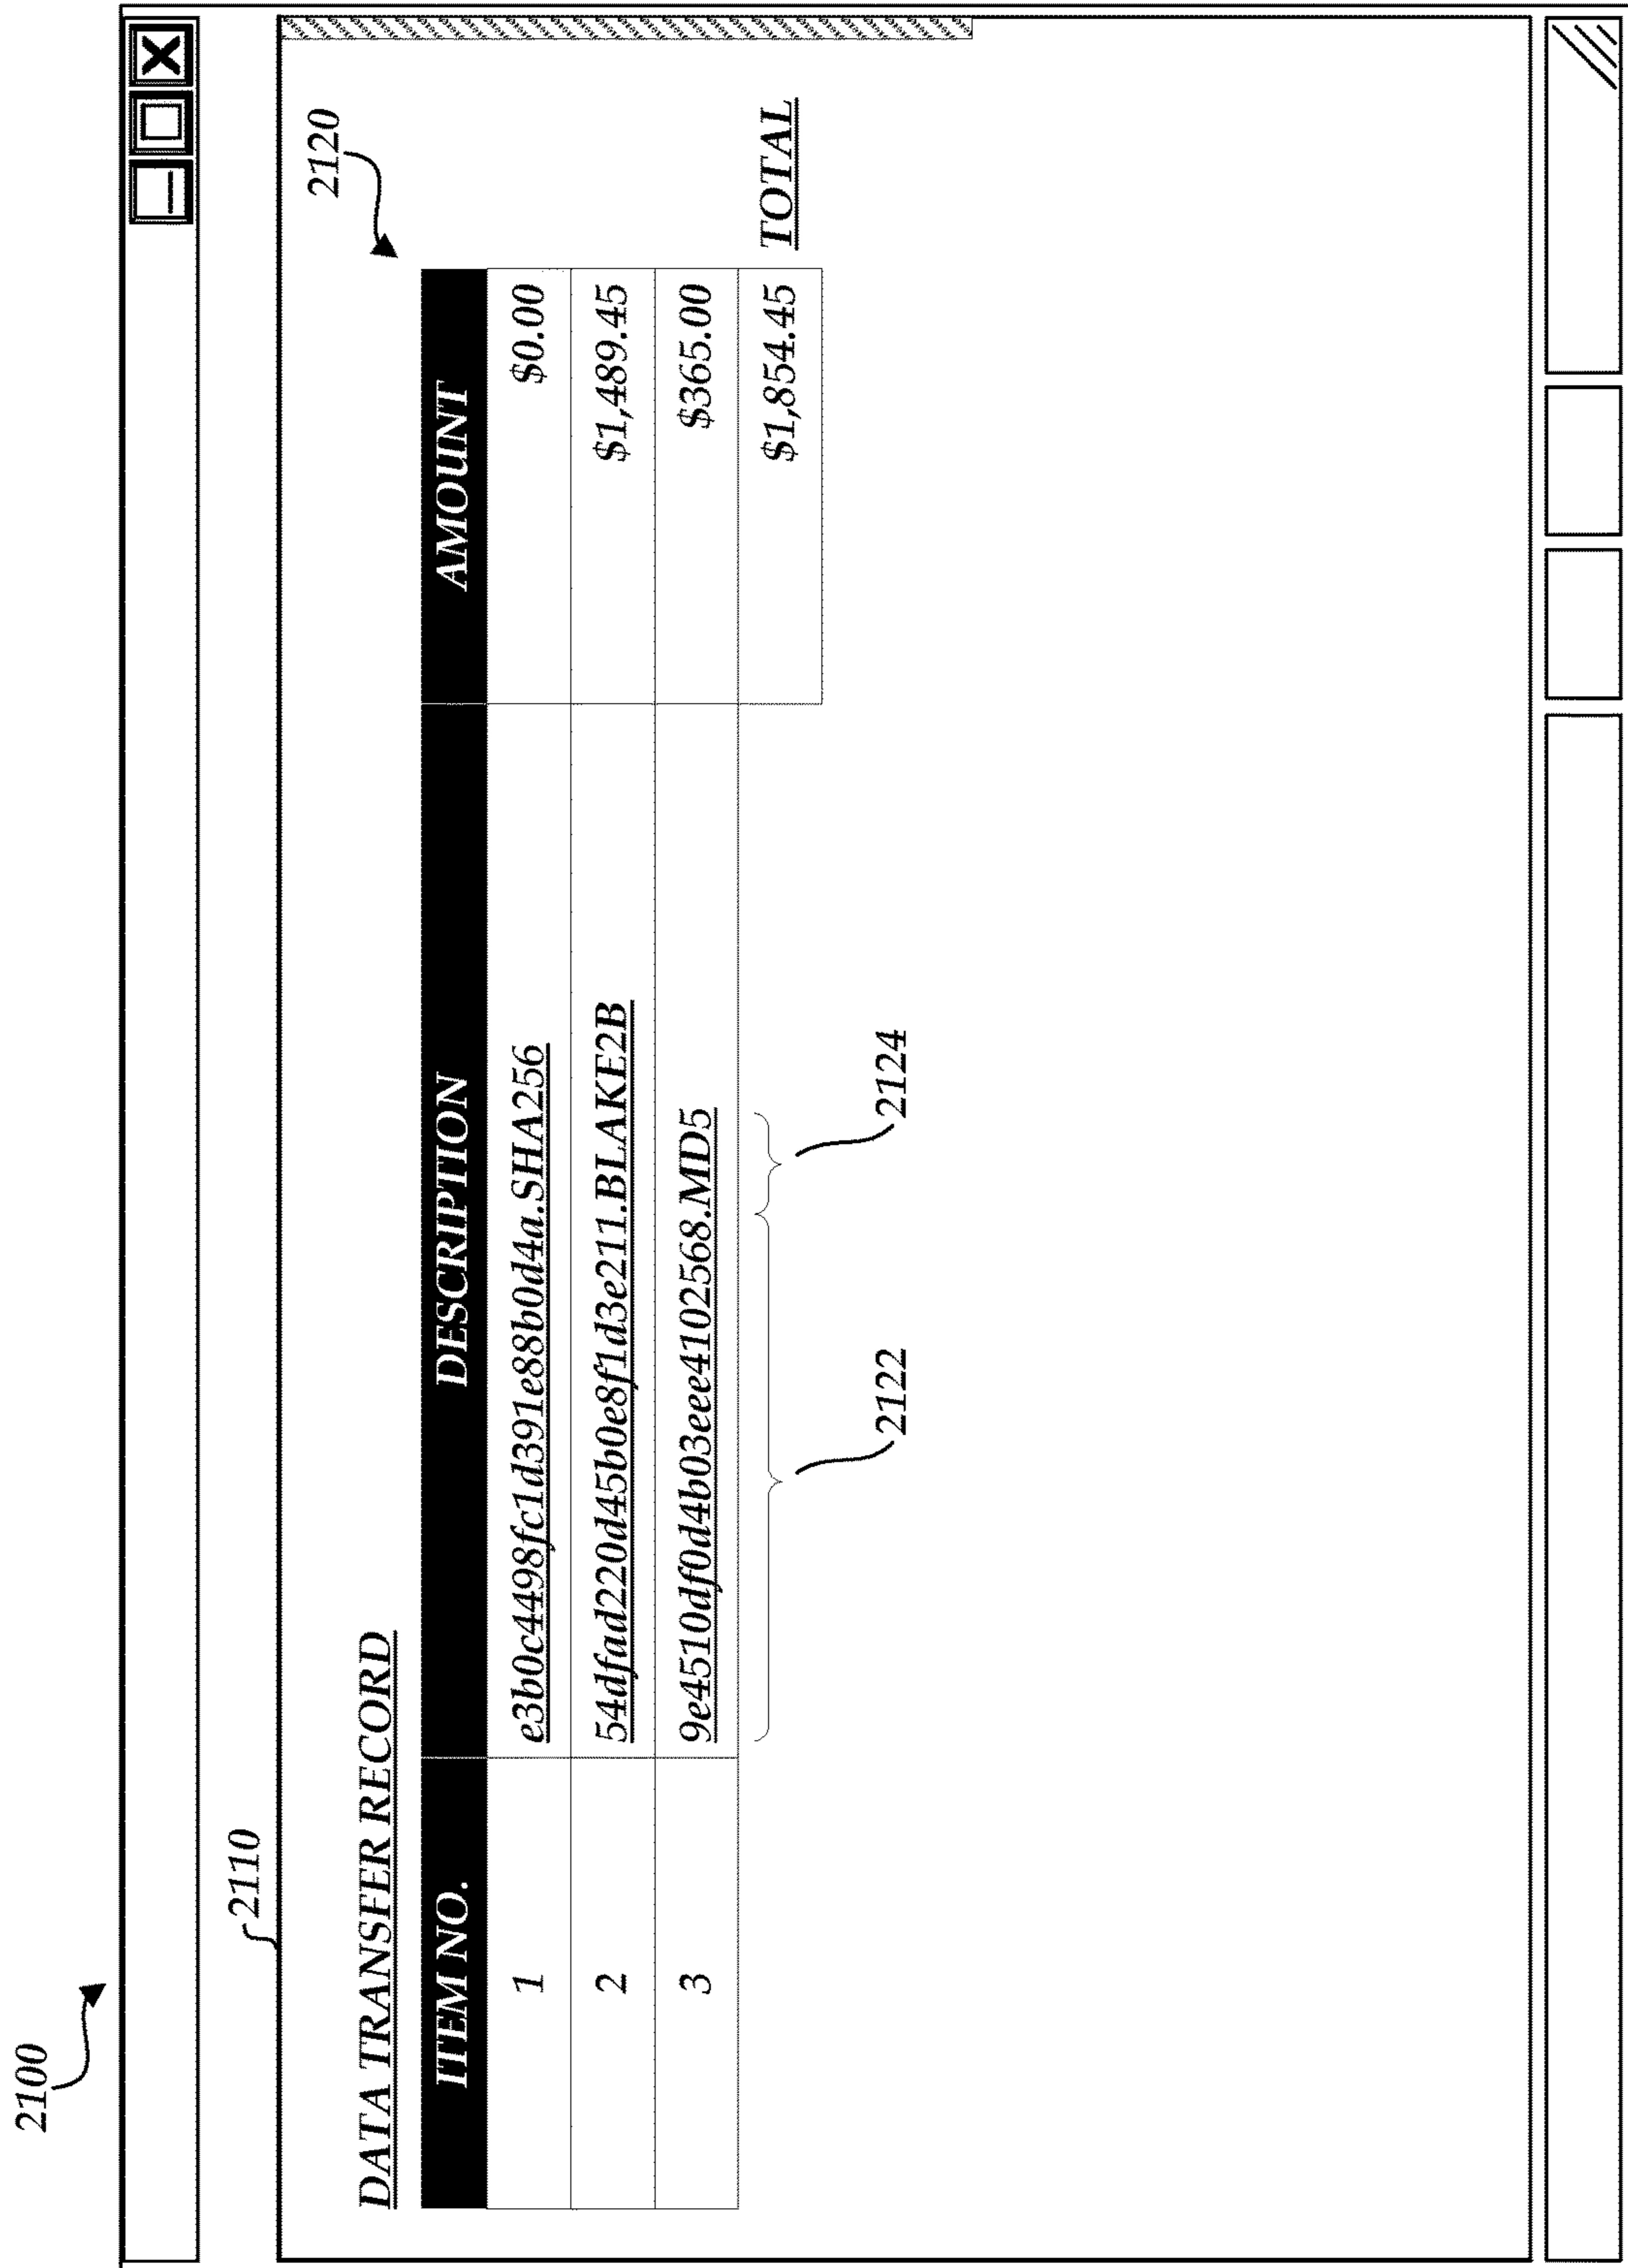 2100
2110
DATA TRANSFER RECORD
2120
ITEM NO. DESCRIPTION AMOUNT
1 e3b0c4498fc1d391e88b0d4a.SHA256 $0.00
2 54dfad220d45b0e8f1d3e211.BLAKE2B $1,489.45
3 9e4510df0d4b03eee4102568.MD5 $365.00
$1,854.45 TOTAL
2122 2124